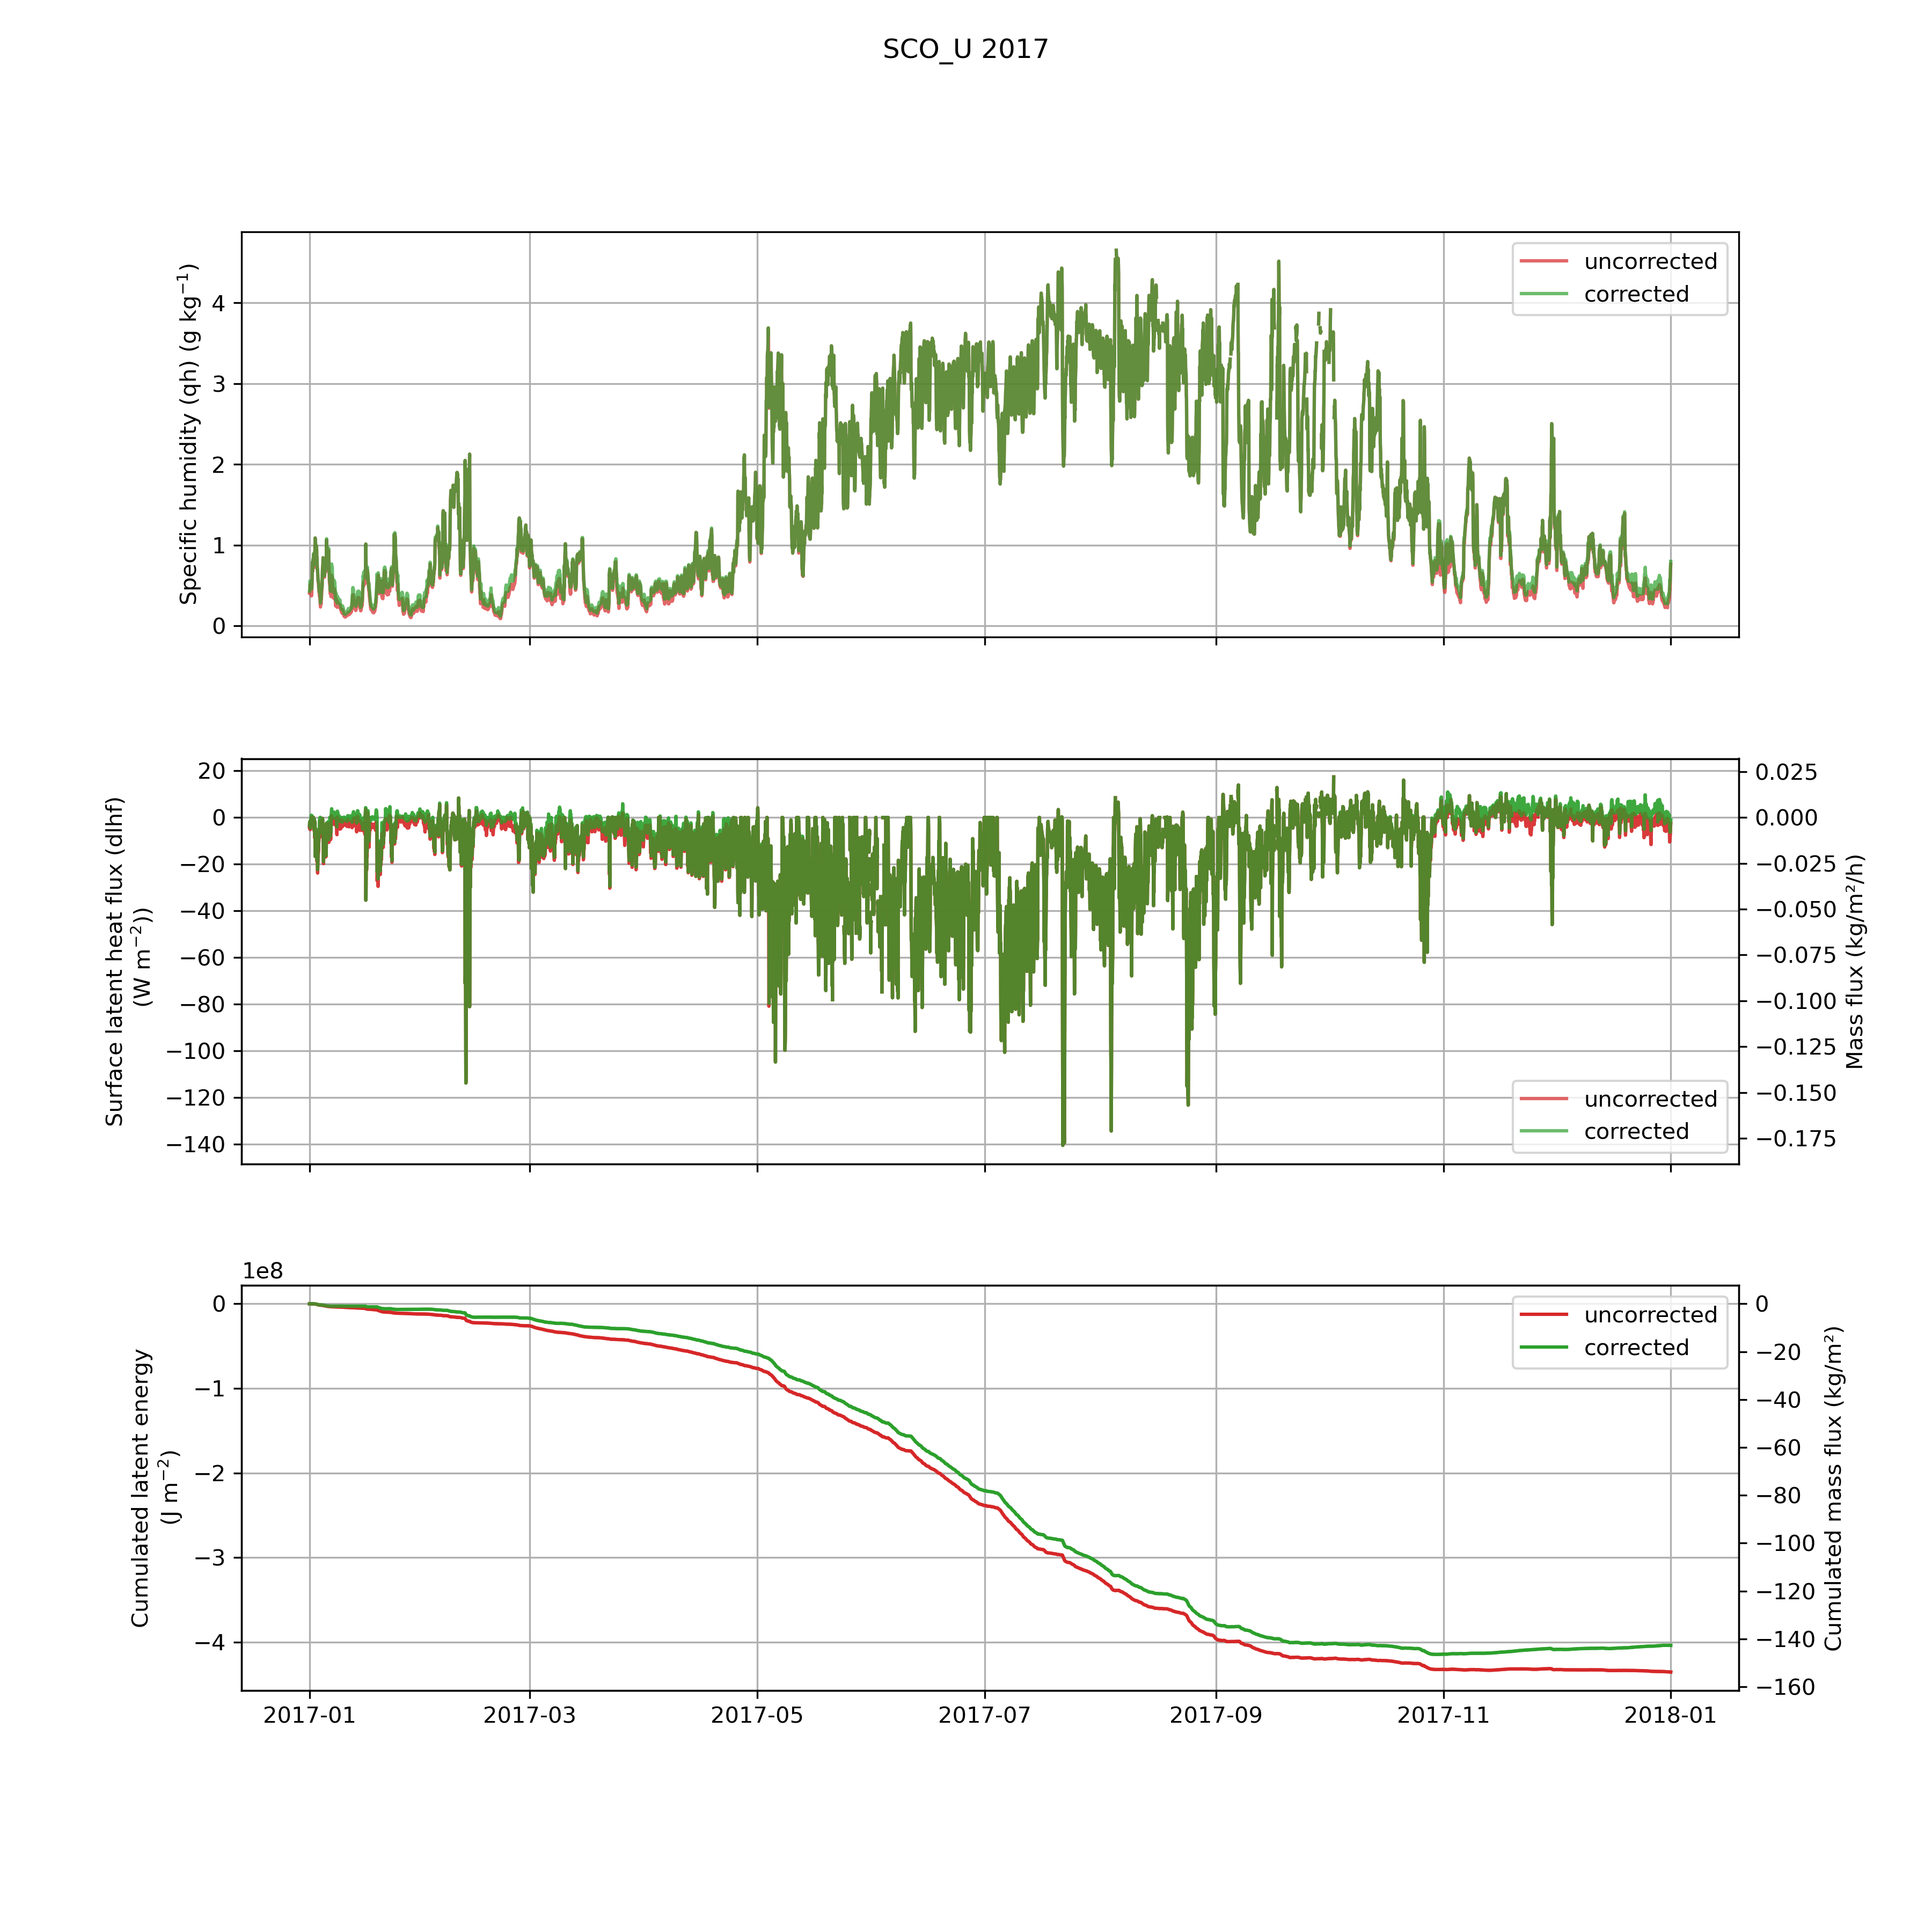 SCO_U 2017
Specific humidity (qh) (g kg⁻¹)
4
3
2
1
0
uncorrected
corrected
Surface latent heat flux (dlhf)
(W m⁻²))
20
0
−20
−40
−60
−80
−100
−120
−140
uncorrected
corrected
0.025
0.000
−0.025
−0.050
−0.075
−0.100
−0.125
−0.150
−0.175
Mass flux (kg/m²/h)
1e8
Cumulated latent energy
(J m⁻²)
0
−1
−2
−3
−4
uncorrected
corrected
0
−20
−40
−60
−80
−100
−120
−140
−160
Cumulated mass flux (kg/m²)
2017-01 2017-03 2017-05 2017-07 2017-09 2017-11 2018-01